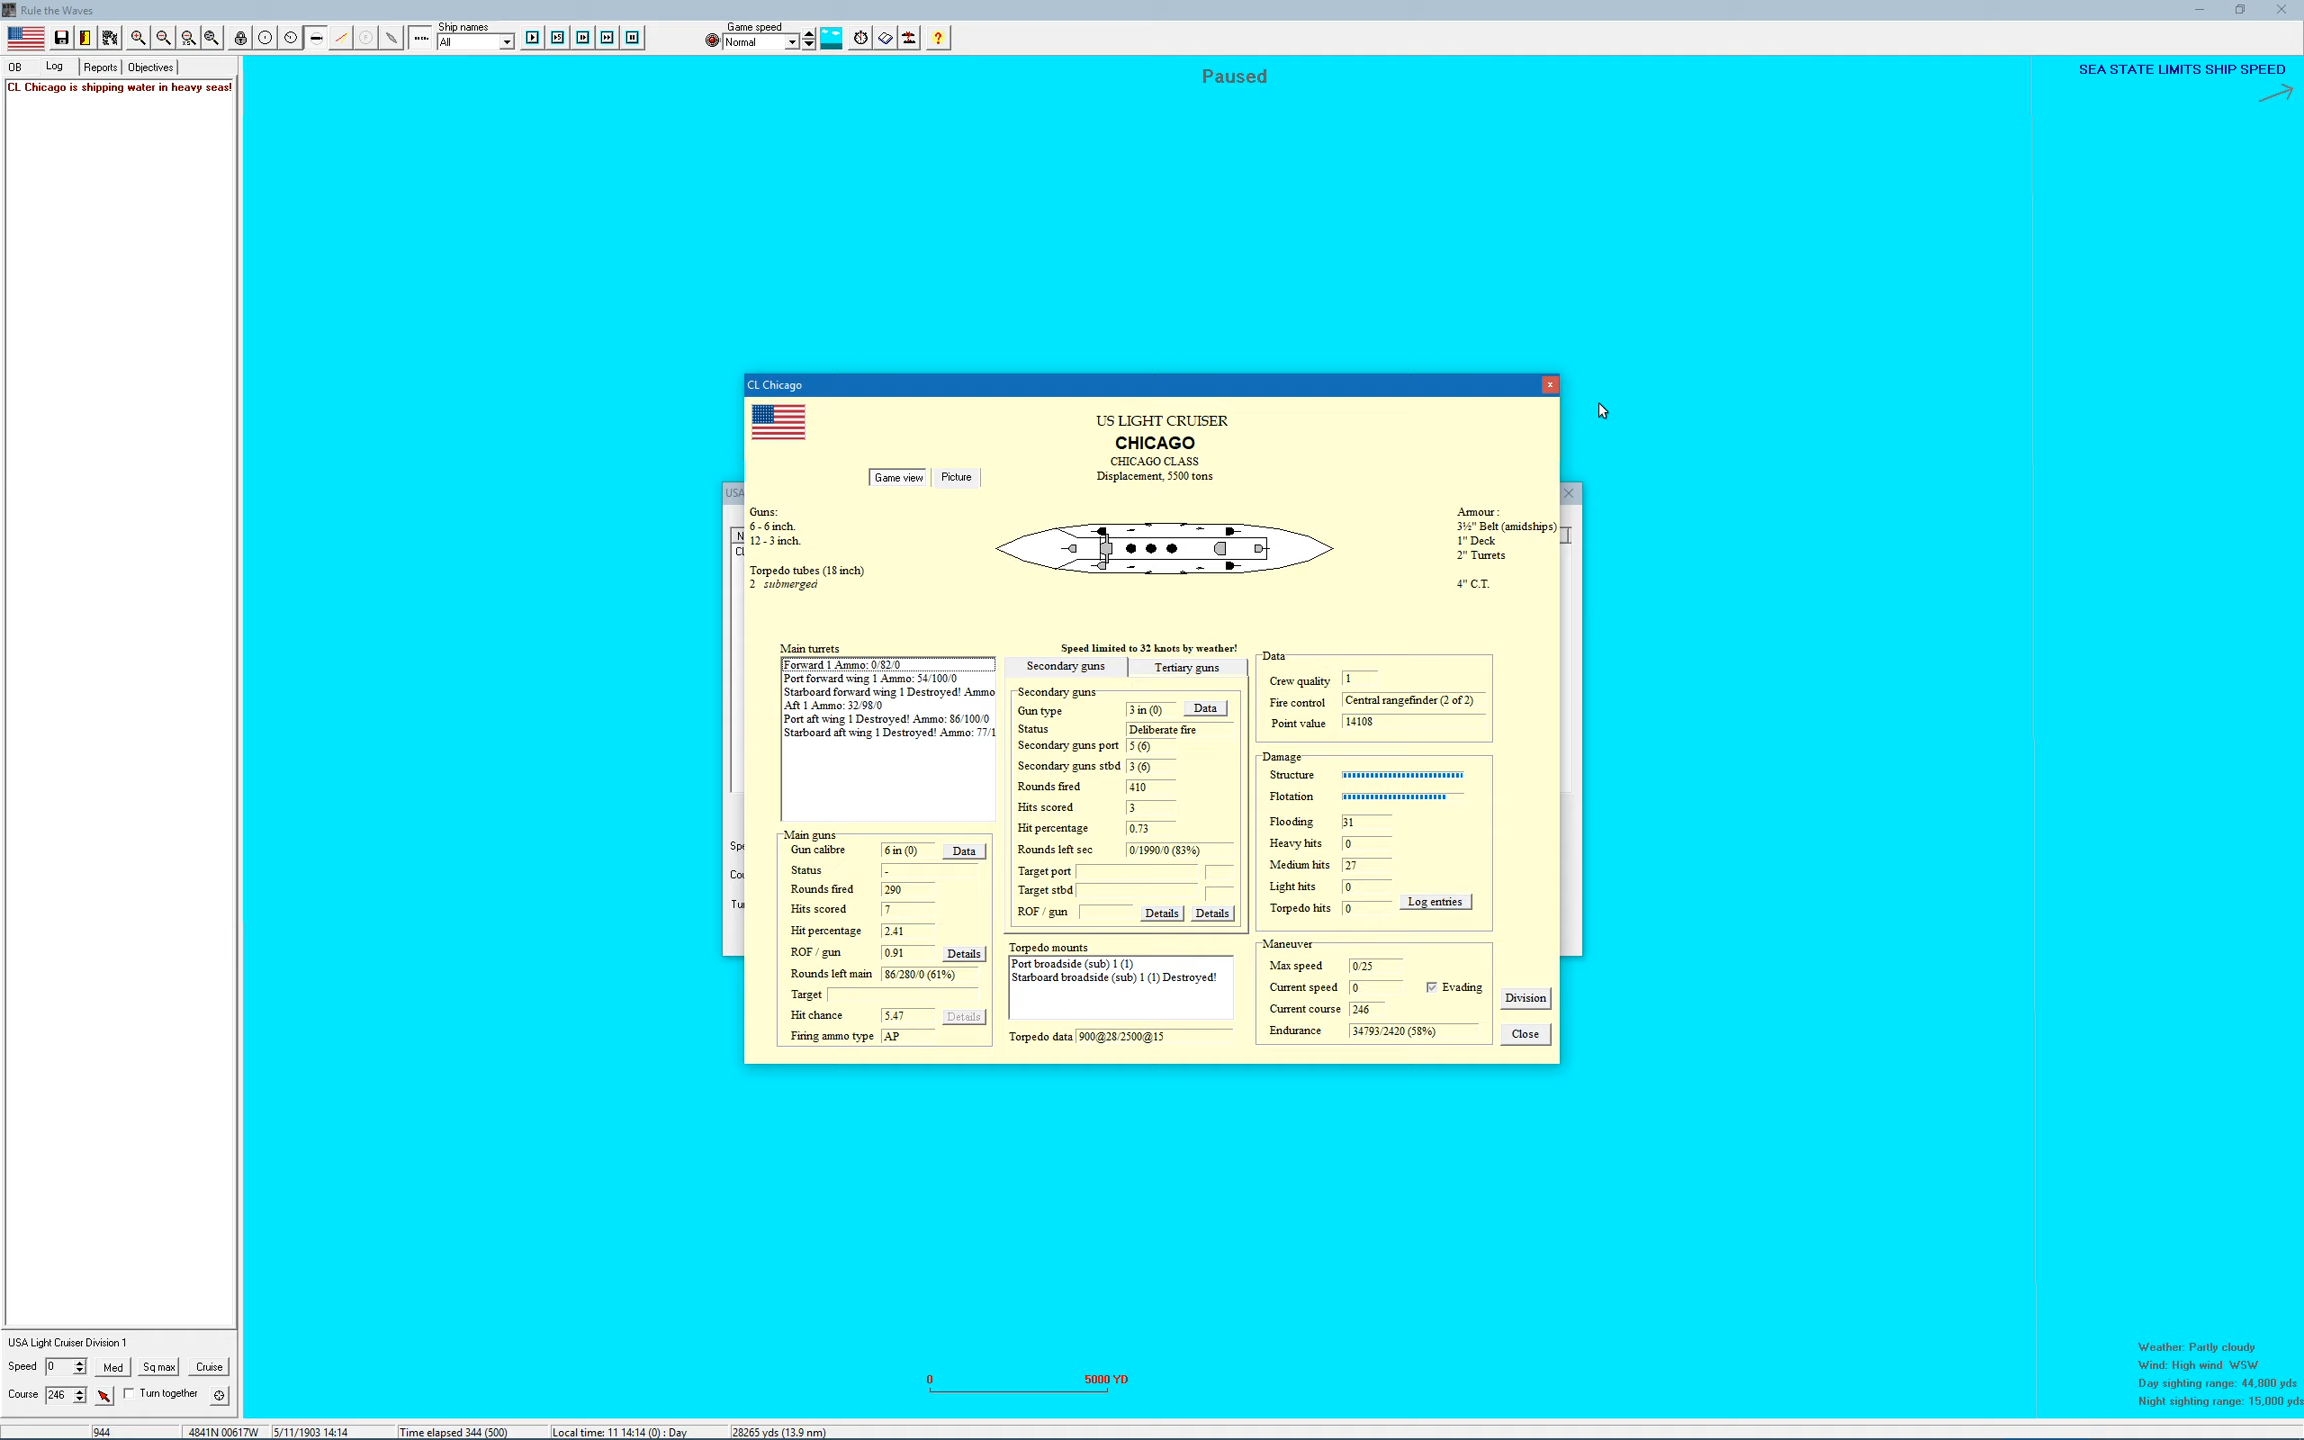 Rule the Waves
Ship names
All
Game speed
Normal
OB Log Reports Objectives
CL Chicago is shipping water in heavy seas!
Paused
SEA STATE LIMITS SHIP SPEED
CL Chicago
US LIGHT CRUISER
CHICAGO
CHICAGO CLASS
Displacement, 5500 tons
Game view Picture
Guns:
6 - 6 inch.
12 - 3 inch.
Torpedo tubes (18 inch)
2 submerged
Armour :
3½" Belt (amidships)
1" Deck
2" Turrets
4" C.T.
Main turrets
Forward 1 Ammo: 0/82/0
Port forward wing 1 Ammo: 54/100/0
Starboard forward wing 1 Destroyed! Ammo
Aft 1 Ammo: 32/98/0
Port aft wing 1 Destroyed! Ammo: 86/100/0
Starboard aft wing 1 Destroyed! Ammo: 77/1
Main guns
Gun calibre 6 in (0) Data
Status -
Rounds fired 290
Hits scored 7
Hit percentage 2.41
ROF / gun 0.91 Details
Rounds left main 86/280/0 (61%)
Target
Hit chance 5.47 Details
Firing ammo type AP
Speed limited to 32 knots by weather!
Secondary guns Tertiary guns
Secondary guns
Gun type 3 in (0) Data
Status Deliberate fire
Secondary guns port 5 (6)
Secondary guns stbd 3 (6)
Rounds fired 410
Hits scored 3
Hit percentage 0.73
Rounds left sec 0/1990/0 (83%)
Target port
Target stbd
ROF / gun Details Details
Torpedo mounts
Port broadside (sub) 1 (1)
Starboard broadside (sub) 1 (1) Destroyed!
Torpedo data 900@28/2500@15
Data
Crew quality 1
Fire control Central rangefinder (2 of 2)
Point value 14108
Damage
Structure
Flotation
Flooding 31
Heavy hits 0
Medium hits 27
Light hits 0
Torpedo hits 0 Log entries
Maneuver
Max speed 0/25
Current speed 0 Evading
Current course 246
Endurance 34793/2420 (58%)
Division
Close
USA Light Cruiser Division 1
Speed 0 Med Sq max Cruise
Course 246 Turn together
0 5000 YD
Weather: Partly cloudy
Wind: High wind WSW
Day sighting range: 44,800 yds
Night sighting range: 15,000 yds
944 4841N 00617W 5/11/1903 14:14 Time elapsed 344 (500) Local time: 11 14:14 (0) : Day 28265 yds (13.9 nm)